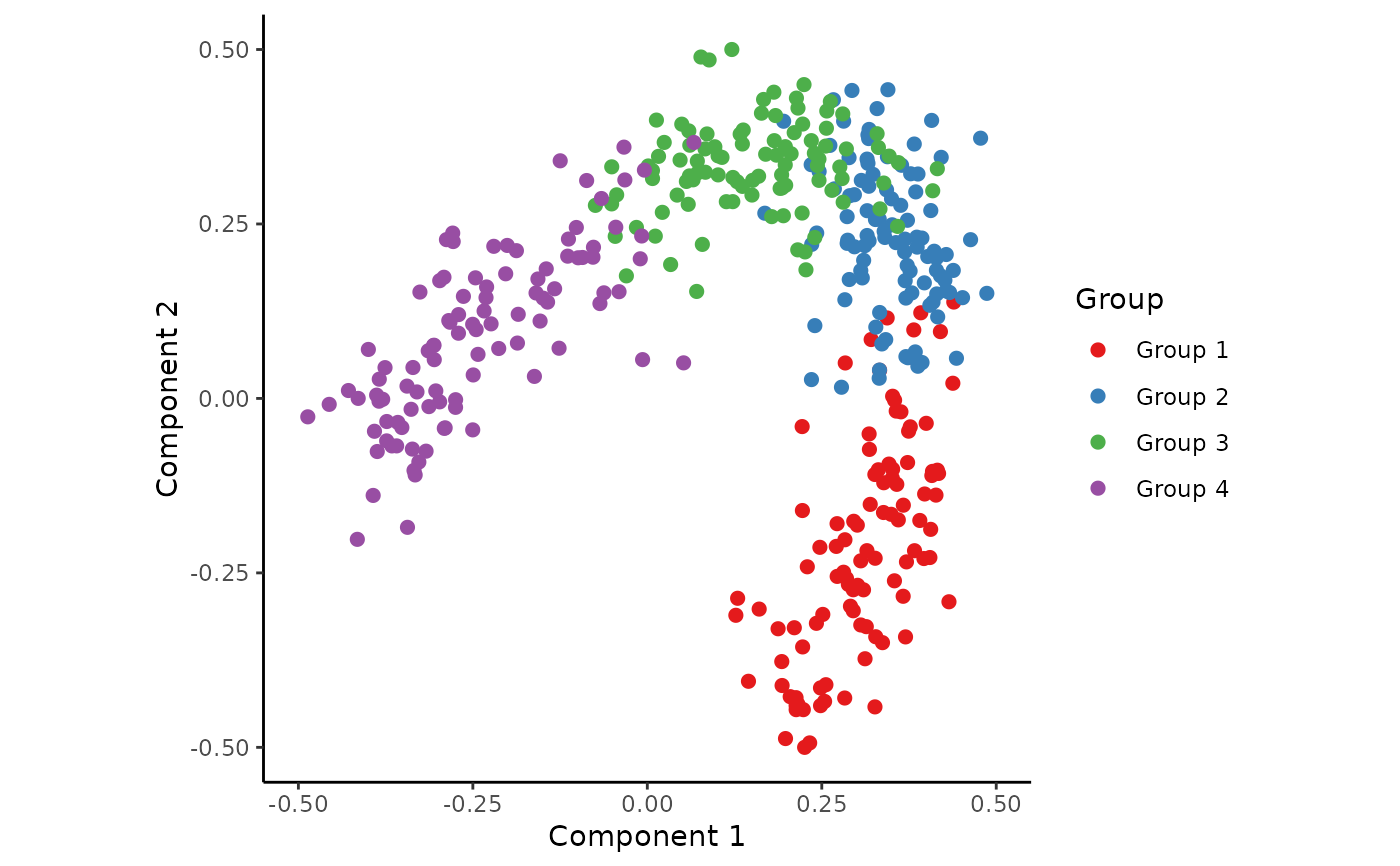 0.50
0.25
0.00
-0.25
-0.50
Component 2
-0.50 -0.25 0.00 0.25 0.50
Component 1
Group
Group 1
Group 2
Group 3
Group 4